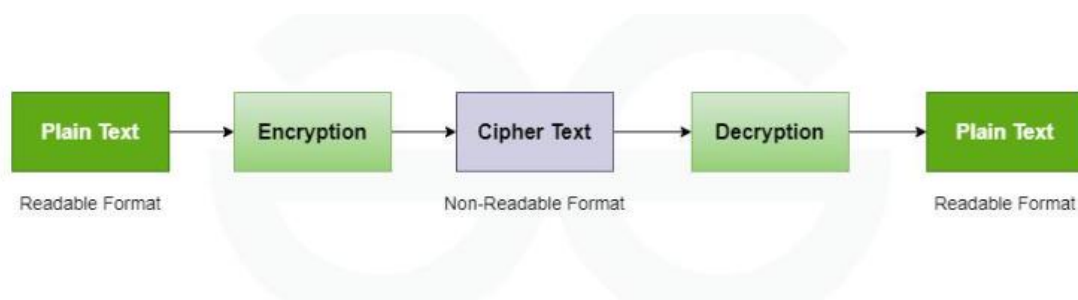 Plain Text
Encryption
Cipher Text
Decryption
Plain Text
Readable Format
Non-Readable Format
Readable Format